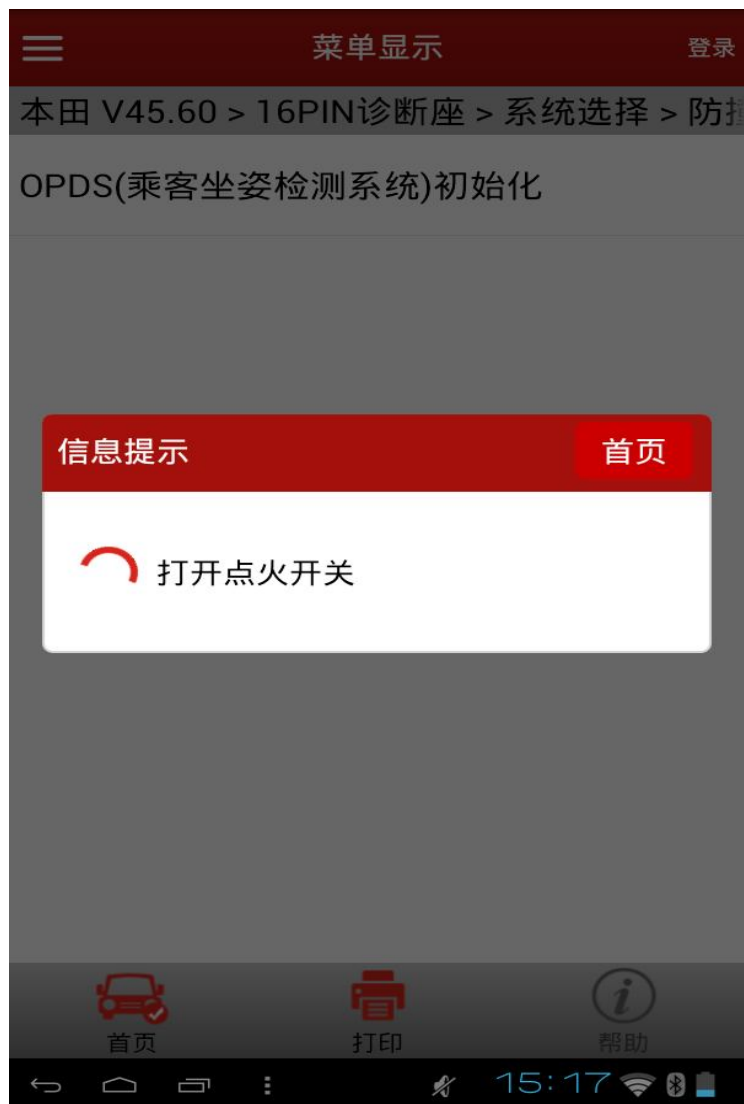 菜单显示 登录
本田 V45.60 > 16PIN诊断座 > 系统选择 > 防
OPDS(乘客坐姿检测系统)初始化
信息提示 首页
打开点火开关
首页 打印 帮助
15:17